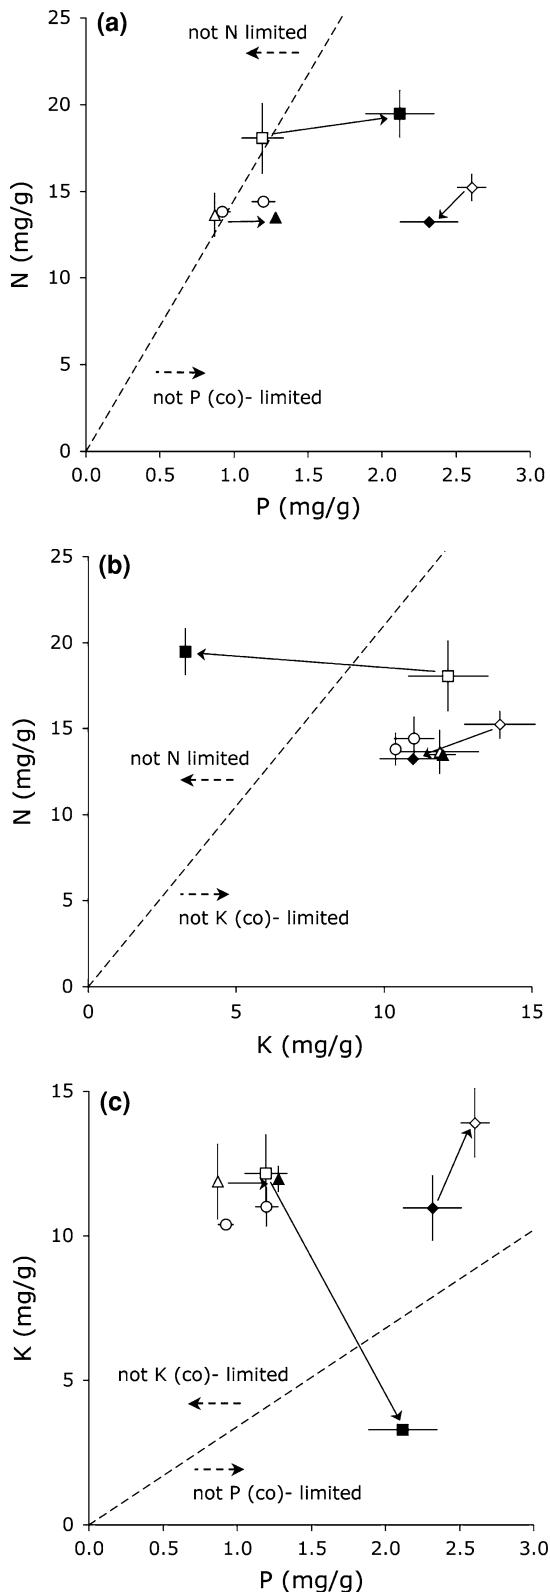 (a)
25
not N limited
20
15
10
5
not P (co)- limited
0
0.0 0.5 1.0 1.5 2.0 2.5 3.0
N (mg/g)
P (mg/g)
(b)
25
20
15
not N limited
10
5
not K (co)- limited
0
0 5 10 15
N (mg/g)
K (mg/g)
(c)
15
10
not K (co)- limited
5
not P (co)- limited
0
0.0 0.5 1.0 1.5 2.0 2.5 3.0
K (mg/g)
P (mg/g)